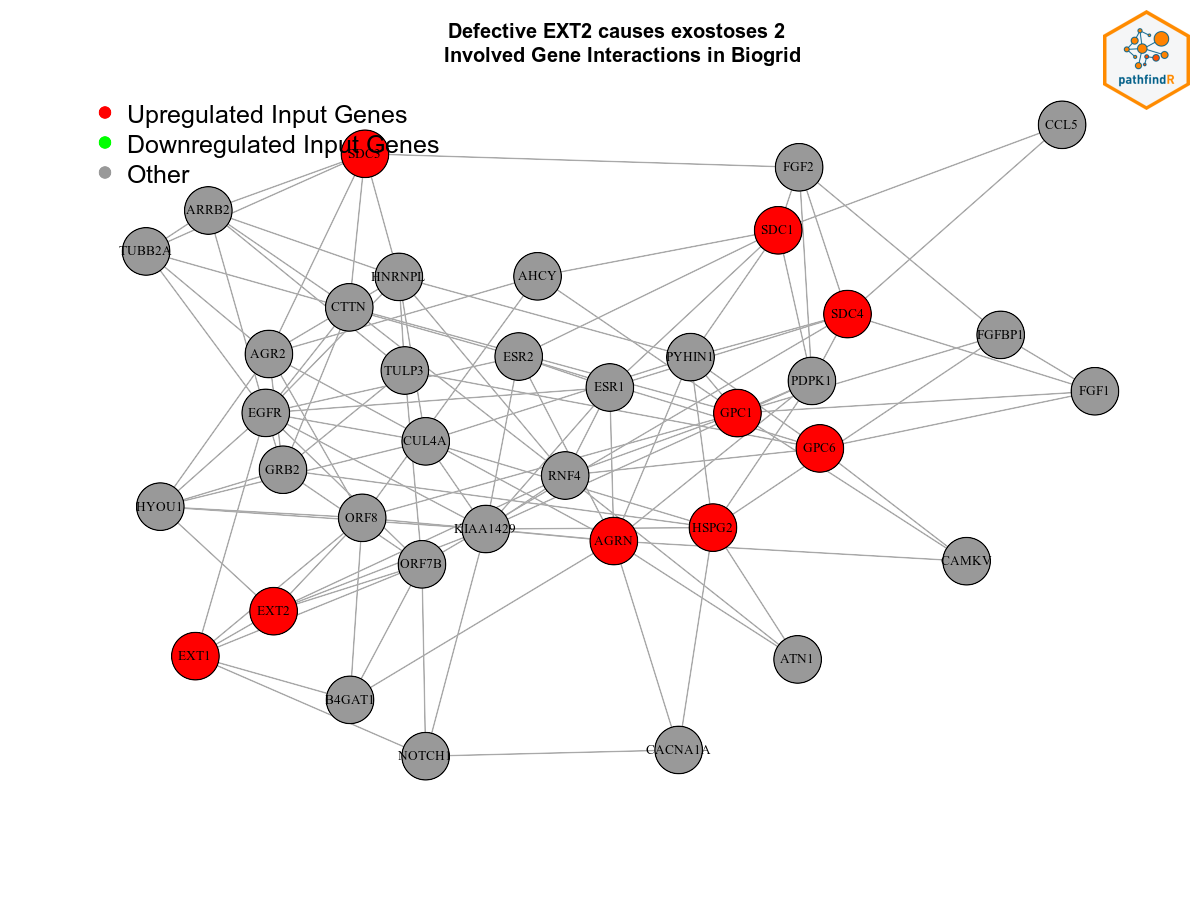 Defective EXT2 causes exostoses 2
Involved Gene Interactions in Biogrid
pathfindR
Upregulated Input Genes
Downregulated Input Genes
Other
CCL5
SDC3
FGF2
ARRB2
SDC1
TUBB2A
HNRNPL
AHCY
CTTN
SDC4
FGFBP1
AGR2
ESR2
PYHIN1
TULP3
PDPK1
ESR1
FGF1
EGFR
GPC1
CUL4A
GPC6
GRB2
RNF4
HYOU1
ORF8
KIAA1429
HSPG2
AGRN
ORF7B
CAMKV
EXT2
EXT1
ATN1
B4GAT1
NOTCH1
CACNA1A